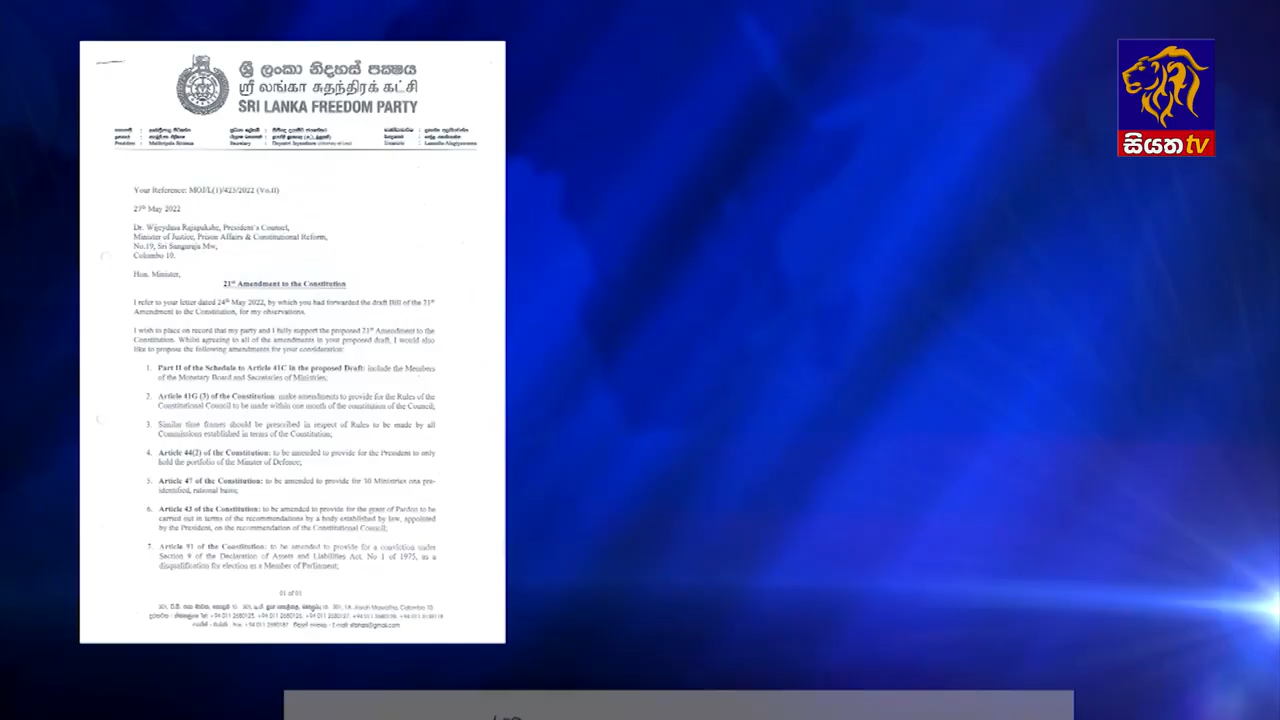 ශ්‍රී ලංකා නිදහස් පක්ෂය
ஸ்ரீ லங்கா சுதந்திரக் கட்சி
SRI LANKA FREEDOM PARTY
President : Maithripala Sirisena
Secretary : Dayasiri Jayasekara (Attorney-at-Law)
සියත tv
Your Reference: MOJ/L(1)/423/2022 (Vo.II)
27th May 2022
Dr. Wijeydasa Rajapakshe, President's Counsel,
Minister of Justice, Prison Affairs & Constitutional Reform,
No.19, Sri Sangaraja Mw,
Colombo 10.
Hon. Minister,
21st Amendment to the Constitution
I refer to your letter dated 24th May 2022, by which you had forwarded the draft Bill of the 21st
Amendment to the Constitution, for my observations.
I wish to place on record that my party and I fully support the proposed 21st Amendment to the
Constitution. Whilst agreeing to all of the amendments in your proposed draft, I would also
like to propose the following amendments for your consideration:
1. Part II of the Schedule to Article 41C in the proposed Draft: include the Members
of the Monetary Board and Secretaries of Ministries;
2. Article 41G (3) of the Constitution make amendments to provide for the Rules of the
Constitutional Council to be made within one month of the constitution of the Council;
3. Similar time frames should be prescribed in respect of Rules to be made by all
Commissions established in terms of the Constitution;
4. Article 44(2) of the Constitution: to be amended to provide for the President to only
hold the portfolio of the Minster of Defence;
5. Article 47 of the Constitution: to be amended to provide for 30 Ministries ona pre-
identified, rational basis;
6. Article 43 of the Constitution: to be amended to provide for the grant of Pardon to be
carried out in terms of the recommendations by a body established by law, appointed
by the President, on the recommendation of the Constitutional Council;
7. Article 91 of the Constitution: to be amended to provide for a conviction under
Section 9 of the Declaration of Assets and Liabilities Act, No 1 of 1975, as a
disqualification for election as a Member of Parliament;
01 of 01